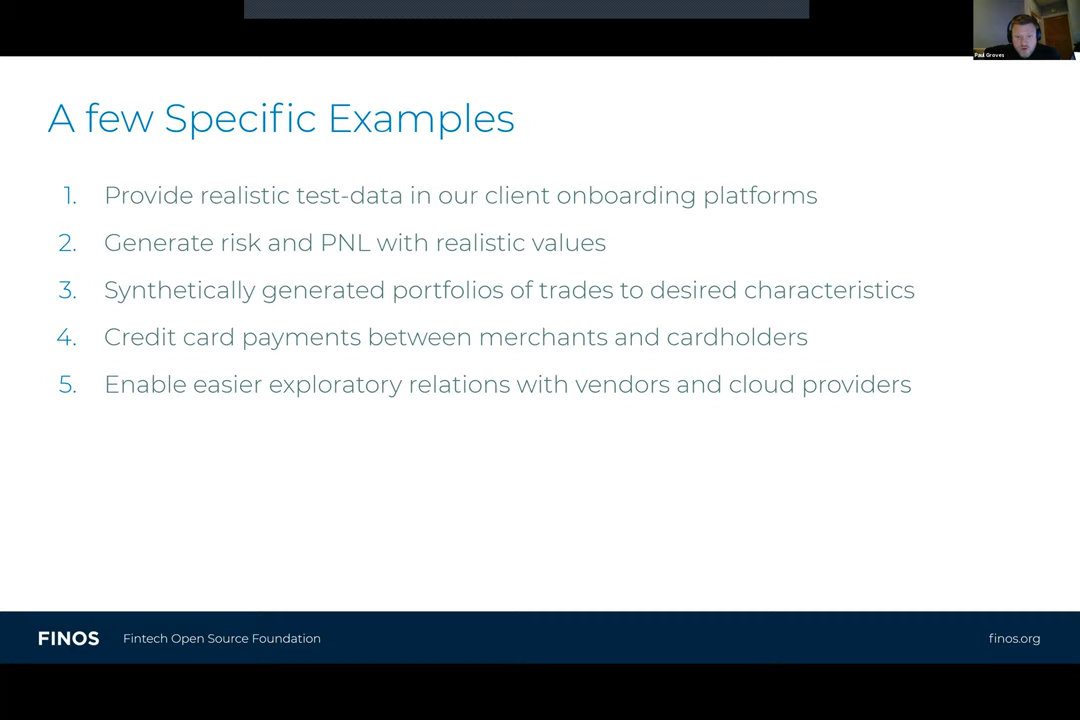 Paul Groves
A few Specific Examples
1. Provide realistic test-data in our client onboarding platforms
2. Generate risk and PNL with realistic values
3. Synthetically generated portfolios of trades to desired characteristics
4. Credit card payments between merchants and cardholders
5. Enable easier exploratory relations with vendors and cloud providers
FINOS Fintech Open Source Foundation finos.org